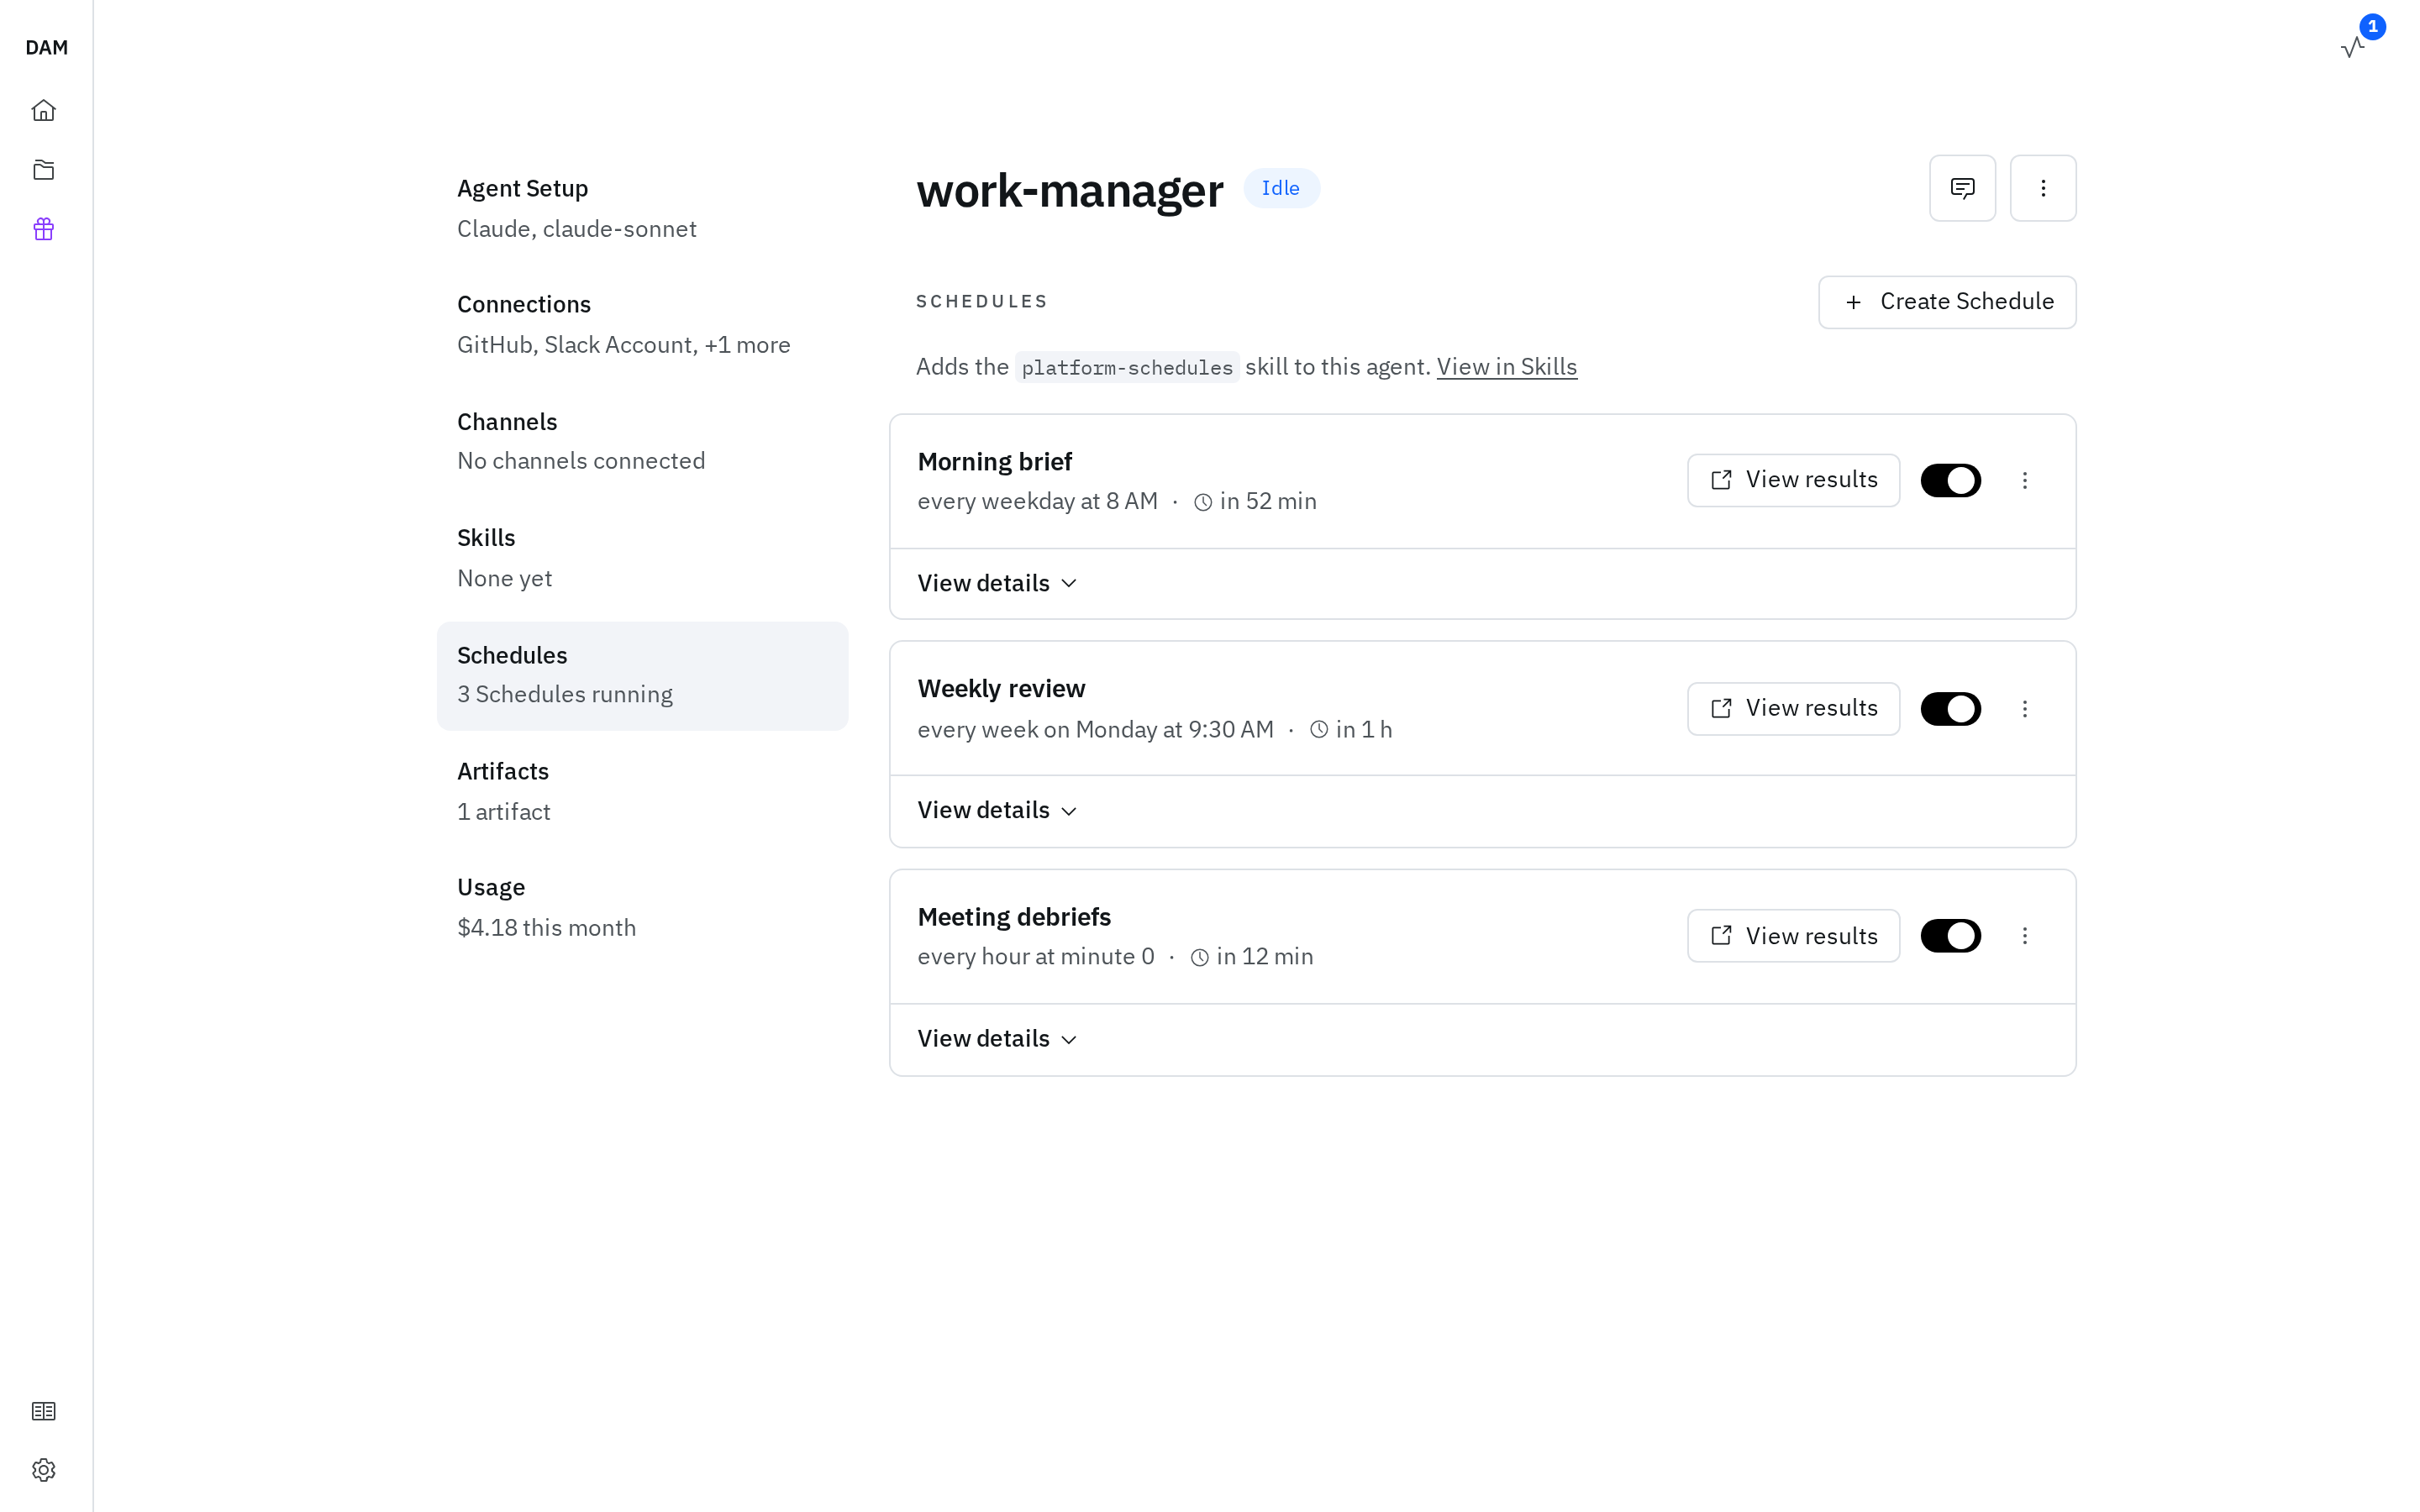 DAM
1
Agent Setup
Claude, claude-sonnet
Connections
GitHub, Slack Account, +1 more
Channels
No channels connected
Skills
None yet
Schedules
3 Schedules running
Artifacts
1 artifact
Usage
$4.18 this month
work-manager
Idle
SCHEDULES
Create Schedule
Adds the platform-schedules skill to this agent. View in Skills
Morning brief
every weekday at 8 AM · in 52 min
View results
View details
Weekly review
every week on Monday at 9:30 AM · in 1 h
View results
View details
Meeting debriefs
every hour at minute 0 · in 12 min
View results
View details